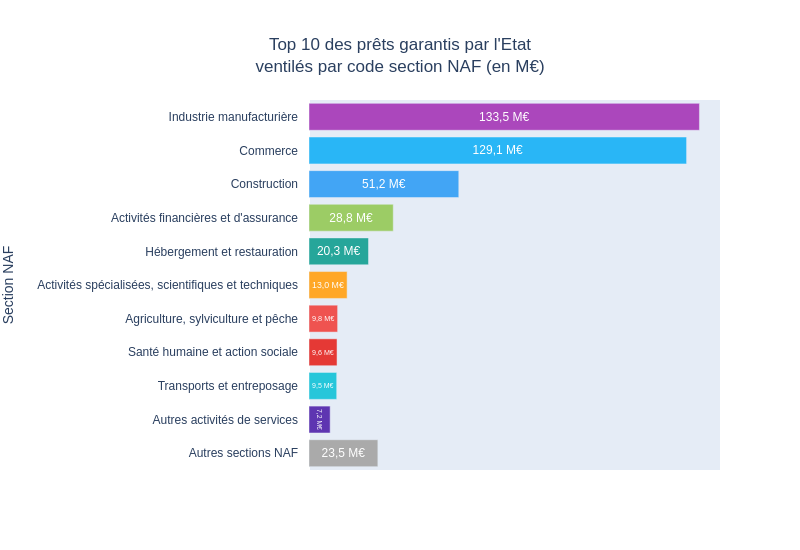 Top 10 des prêts garantis par l'Etat
ventilés par code section NAF (en M€)
Section NAF
Industrie manufacturière 133,5 M€
Commerce 129,1 M€
Construction 51,2 M€
Activités financières et d'assurance 28,8 M€
Hébergement et restauration 20,3 M€
Activités spécialisées, scientifiques et techniques 13,0 M€
Agriculture, sylviculture et pêche 9,8 M€
Santé humaine et action sociale 9,6 M€
Transports et entreposage 9,5 M€
Autres activités de services 7,2 M€
Autres sections NAF 23,5 M€